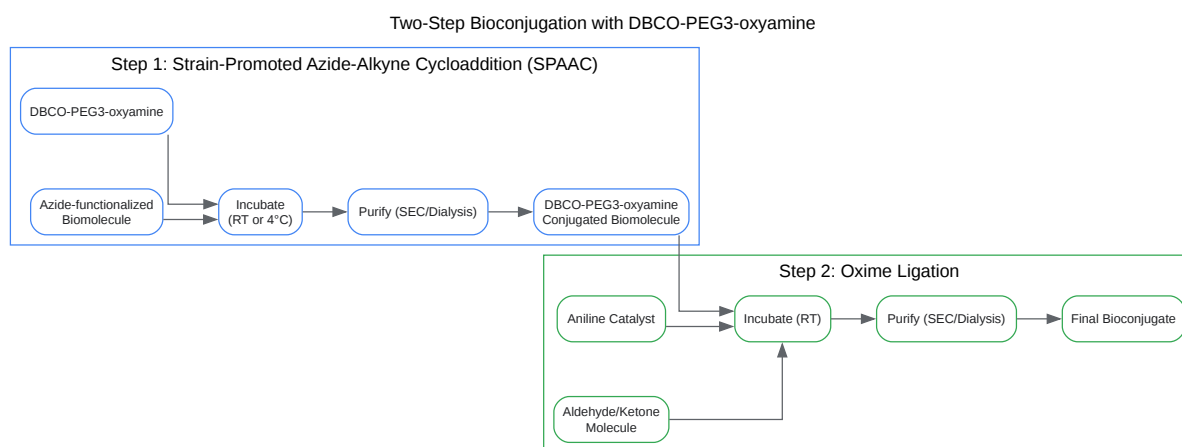 Two-Step Bioconjugation with DBCO-PEG3-oxyamine
Step 1: Strain-Promoted Azide-Alkyne Cycloaddition (SPAAC)
DBCO-PEG3-oxyamine
Azide-functionalized
Biomolecule
Incubate
(RT or 4°C)
Purify (SEC/Dialysis)
DBCO-PEG3-oxyamine
Conjugated Biomolecule
Step 2: Oxime Ligation
Aniline Catalyst
Incubate (RT)
Purify (SEC/Dialysis)
Final Bioconjugate
Aldehyde/Ketone
Molecule